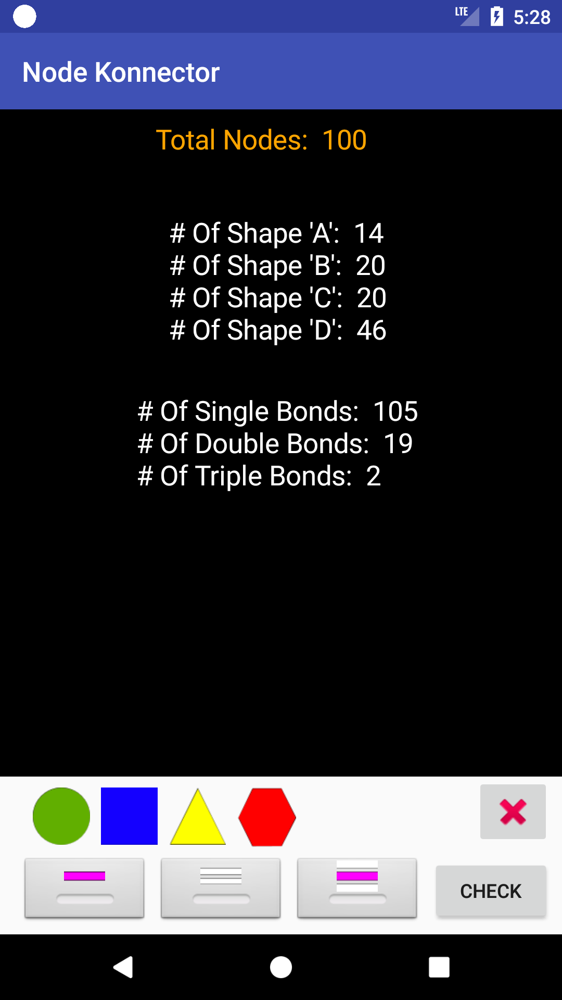 LTE 5:28
Node Konnector
Total Nodes: 100
# Of Shape 'A': 14
# Of Shape 'B': 20
# Of Shape 'C': 20
# Of Shape 'D': 46
# Of Single Bonds: 105
# Of Double Bonds: 19
# Of Triple Bonds: 2
CHECK